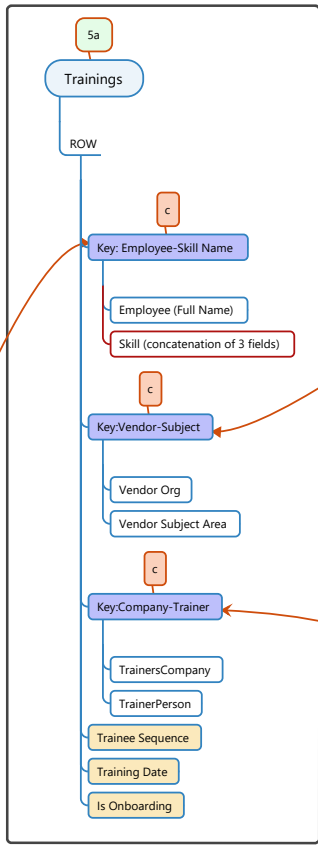 5a
Trainings
ROW
c
Key: Employee-Skill Name
Employee (Full Name)
Skill (concatenation of 3 fields)
c
Key:Vendor-Subject
Vendor Org
Vendor Subject Area
c
Key:Company-Trainer
TrainersCompany
TrainerPerson
Trainee Sequence
Training Date
Is Onboarding